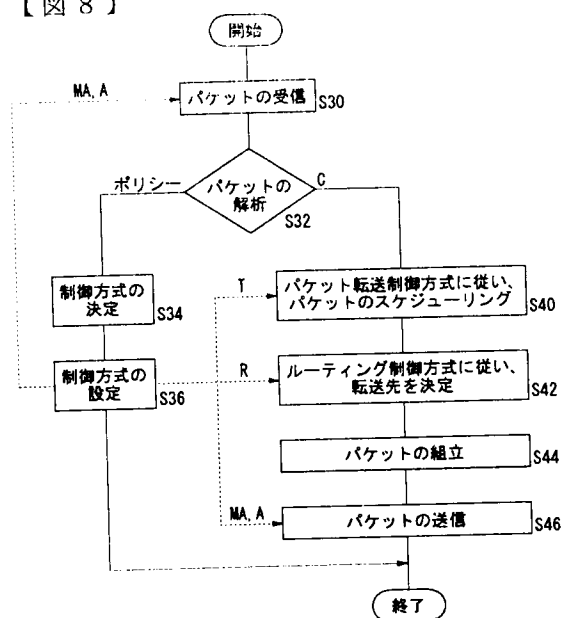 【図8】
開始
MA, A
パケットの受信
S30
ポリシー
パケットの
解析
C
S32
制御方式の
決定
S34
T
パケット転送制御方式に従い、
パケットのスケジューリング
S40
制御方式の
設定
S36
R
ルーティング制御方式に従い、
転送先を決定
S42
パケットの組立
S44
MA, A
パケットの送信
S46
終了